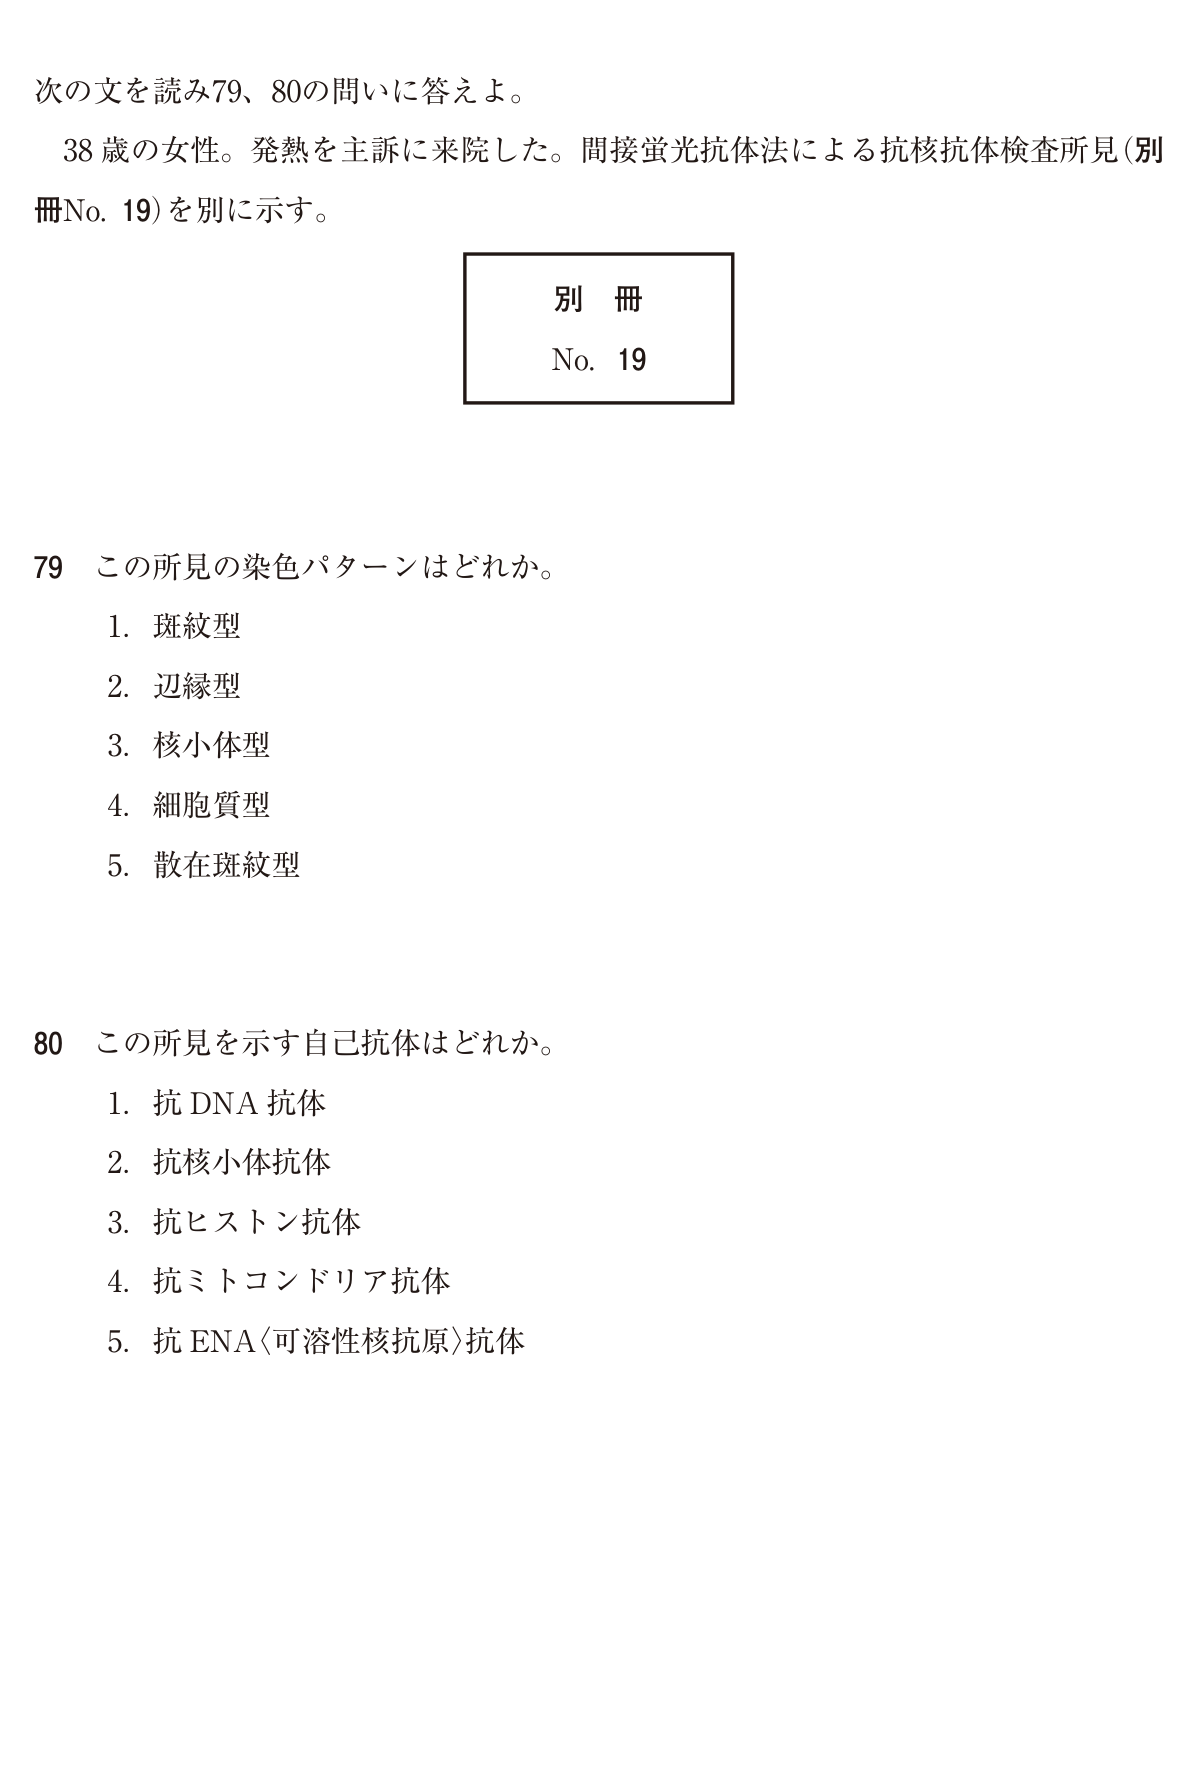 次の文を読み79、80の問いに答えよ。
38 歳の女性。発熱を主訴に来院した。間接蛍光抗体法による抗核抗体検査所見(別
冊No. 19)を別に示す。
別 冊
No. 19
79 この所見の染色パターンはどれか。
1. 斑紋型
2. 辺縁型
3. 核小体型
4. 細胞質型
5. 散在斑紋型
80 この所見を示す自己抗体はどれか。
1. 抗 DNA 抗体
2. 抗核小体抗体
3. 抗ヒストン抗体
4. 抗ミトコンドリア抗体
5. 抗 ENA〈可溶性核抗原〉抗体